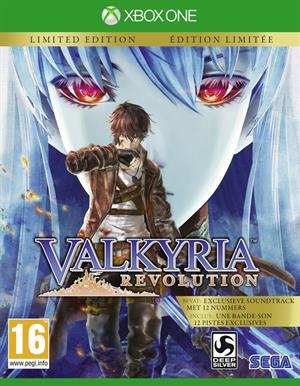 XBOX ONE
LIMITED EDITION ÉDITION LIMITÉE
VALKYRIA™
REVOLUTION
BEVAT: EXCLUSIEVE SOUNDTRACK
MET 12 NUMMERS
INCLUS: UNE BANDE-SON
12 PISTES EXCLUSIVES
16
www.pegi.info
DEEP
SILVER
SEGA